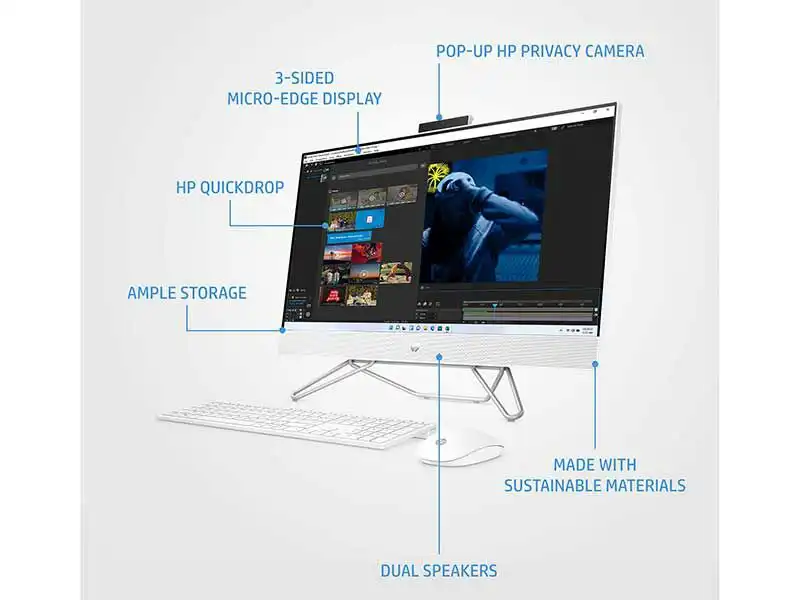 POP-UP HP PRIVACY CAMERA
3-SIDED
MICRO-EDGE DISPLAY
HP QUICKDROP
AMPLE STORAGE
hp
MADE WITH
SUSTAINABLE MATERIALS
DUAL SPEAKERS